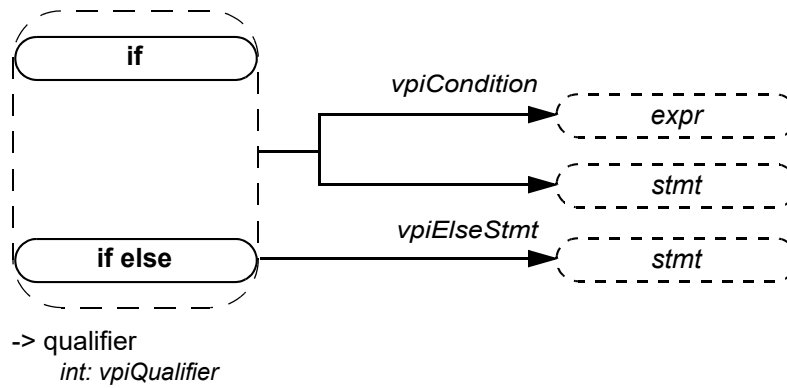 if
vpiCondition
expr
stmt
vpiElseStmt
if else
stmt
-> qualifier
int: vpiQualifier